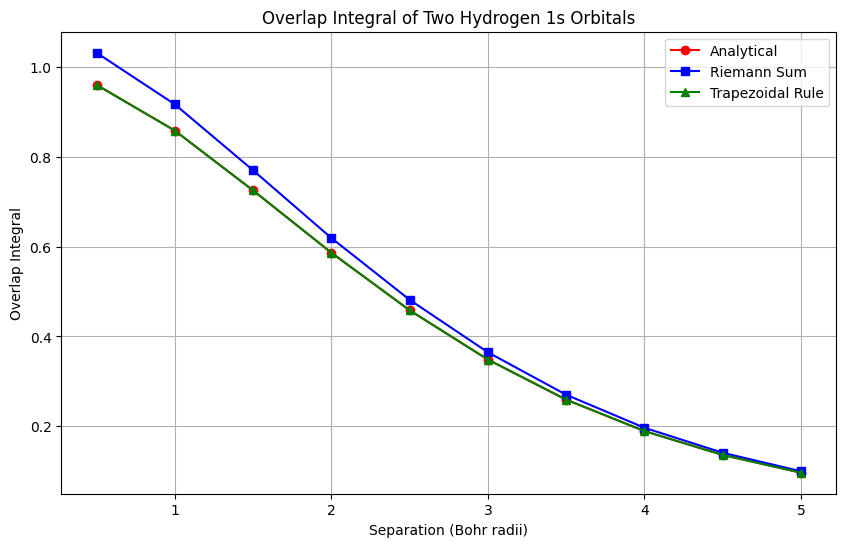 Overlap Integral of Two Hydrogen 1s Orbitals
Analytical
Riemann Sum
Trapezoidal Rule
Overlap Integral
1.0
0.8
0.6
0.4
0.2
1 2 3 4 5
Separation (Bohr radii)